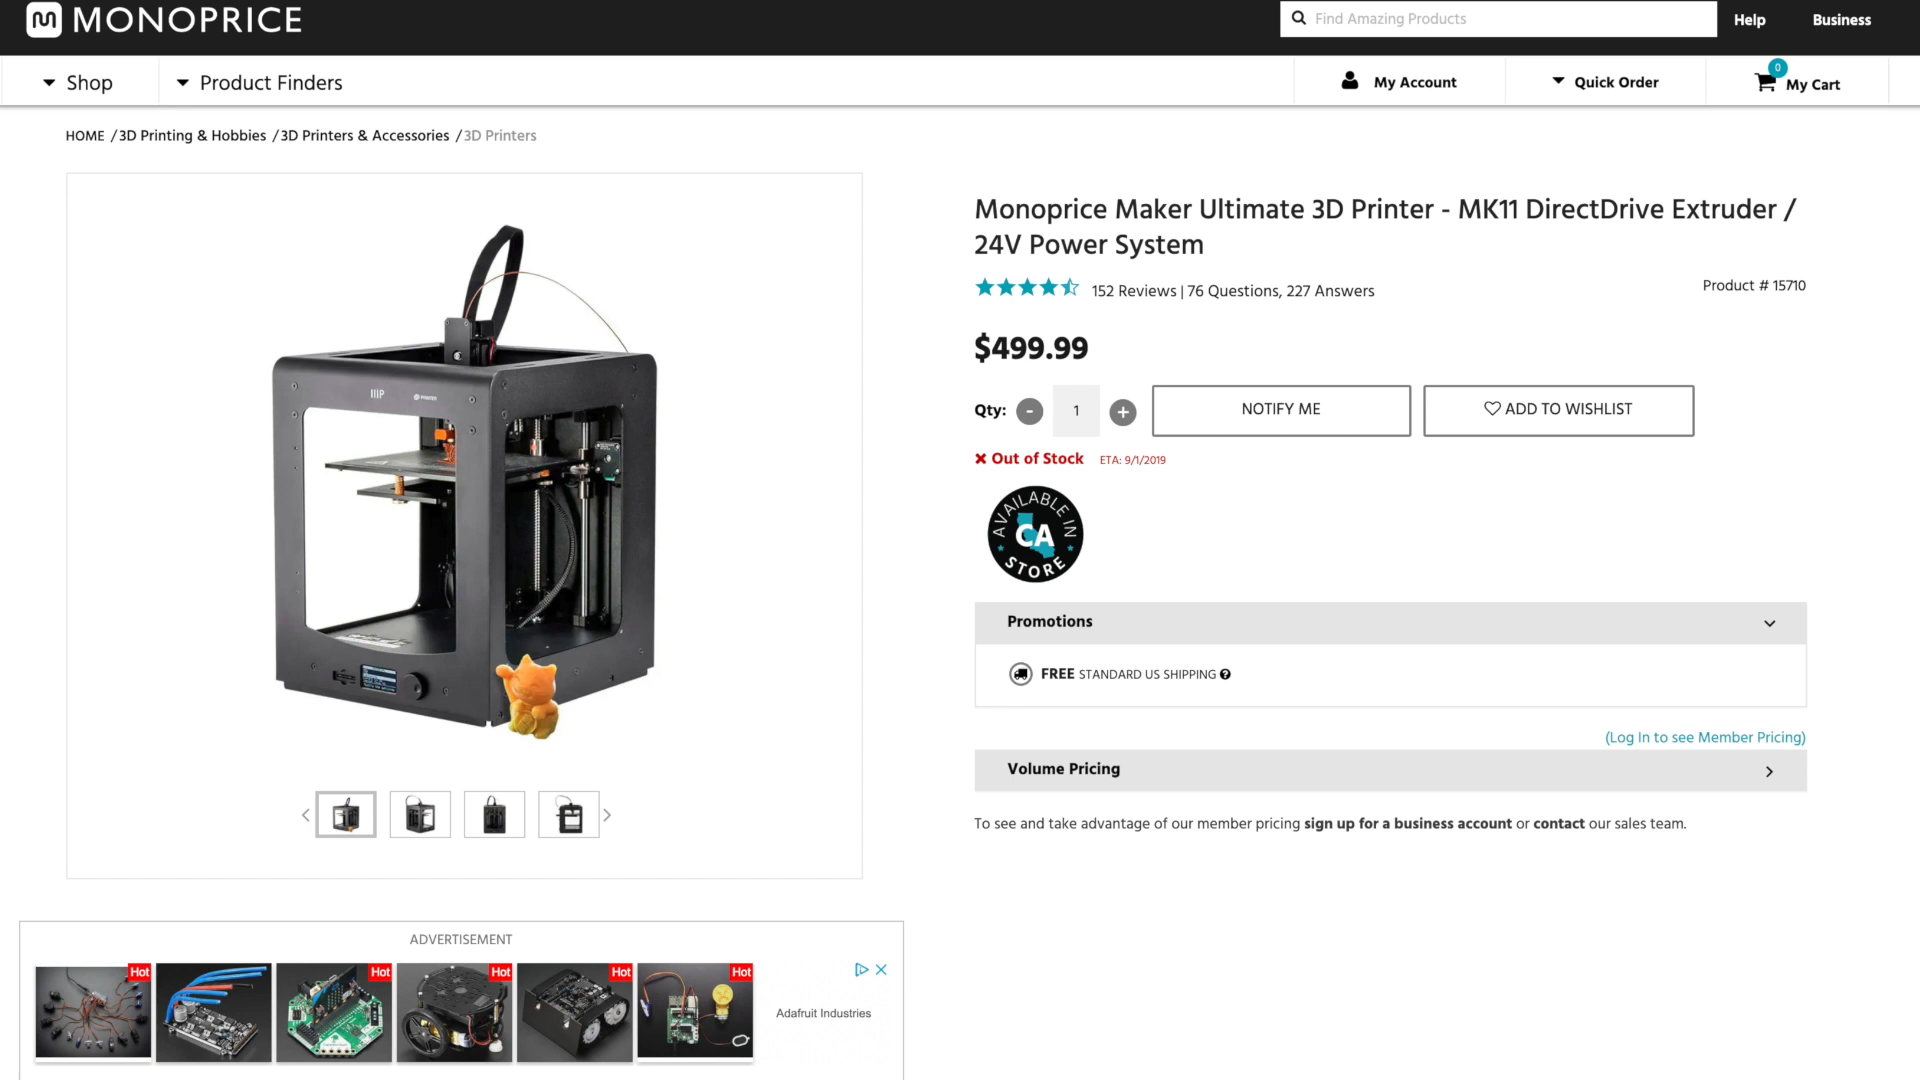 MONOPRICE
Find Amazing Products
Help
Business
Shop
Product Finders
My Account
Quick Order
0
My Cart
HOME /3D Printing & Hobbies /3D Printers & Accessories /3D Printers
Monoprice Maker Ultimate 3D Printer - MK11 DirectDrive Extruder /
24V Power System
152 Reviews | 76 Questions, 227 Answers
Product # 15710
$499.99
Qty:
-
1
+
NOTIFY ME
ADD TO WISHLIST
Out of Stock
ETA: 9/1/2019
AVAILABLE IN
CA
STORE
Promotions
FREE STANDARD US SHIPPING
(Log In to see Member Pricing)
Volume Pricing
To see and take advantage of our member pricing sign up for a business account or contact our sales team.
ADVERTISEMENT
Hot
Hot
Hot
Hot
Hot
Adafruit Industries